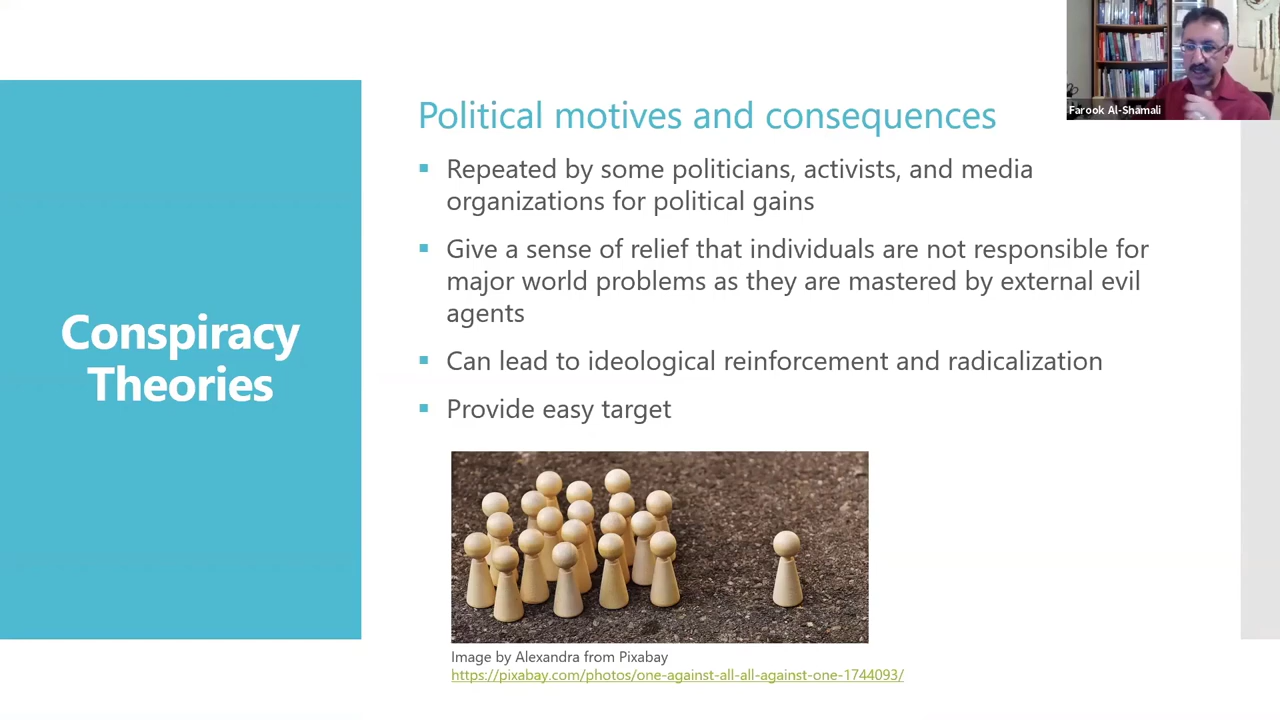 Conspiracy
Theories
Political motives and consequences
▪ Repeated by some politicians, activists, and media
organizations for political gains
▪ Give a sense of relief that individuals are not responsible for
major world problems as they are mastered by external evil
agents
▪ Can lead to ideological reinforcement and radicalization
▪ Provide easy target
Image by Alexandra from Pixabay
https://pixabay.com/photos/one-against-all-all-against-one-1744093/
Farook Al-Shamali